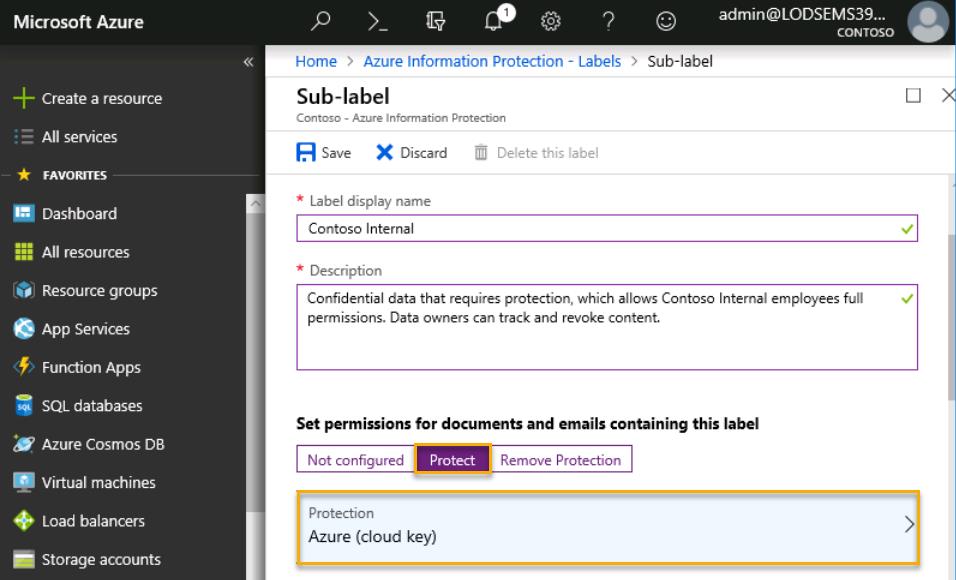 Microsoft Azure
>_
1
?
admin@LODSEMS39...
CONTOSO
«
Home > Azure Information Protection - Labels > Sub-label
Sub-label
Contoso - Azure Information Protection
Create a resource
All services
FAVORITES
Dashboard
All resources
Resource groups
App Services
Function Apps
SQL databases
SQL
Azure Cosmos DB
Virtual machines
Load balancers
Storage accounts
Save Discard Delete this label
* Label display name
Contoso Internal
* Description
Confidential data that requires protection, which allows Contoso Internal employees full
permissions. Data owners can track and revoke content.
Set permissions for documents and emails containing this label
Not configured Protect Remove Protection
Protection
Azure (cloud key)